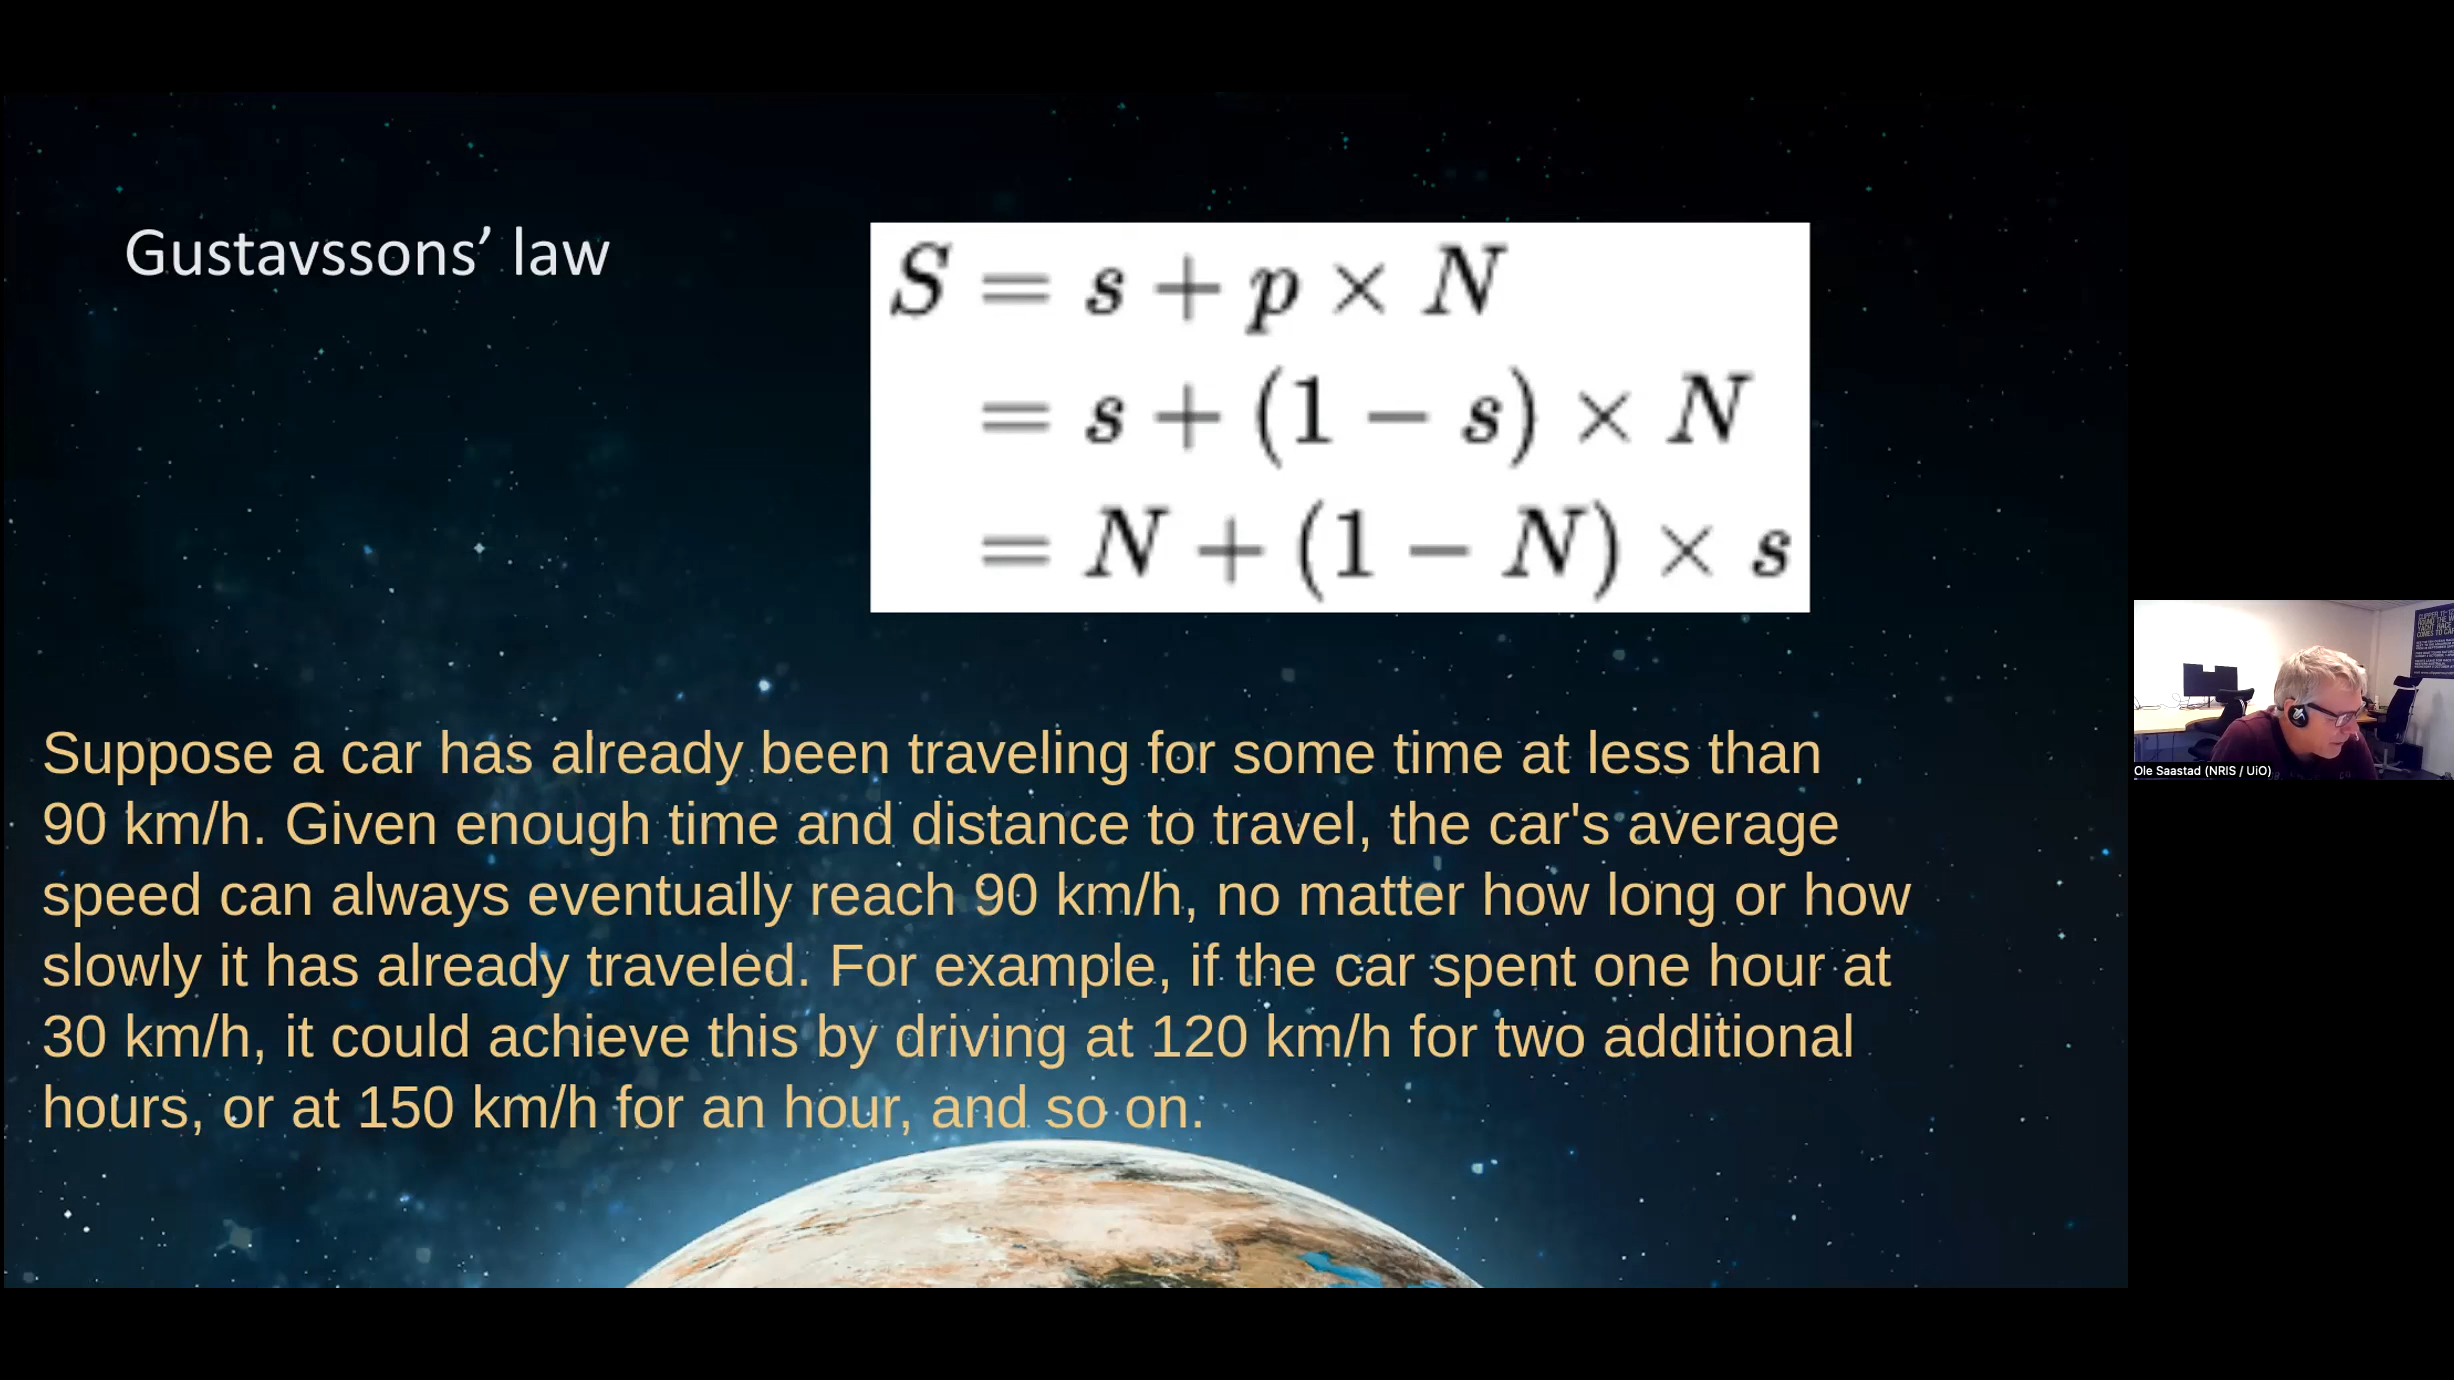 Gustavssons’ law
S = s + p × N
= s + (1 − s) × N
= N + (1 − N) × s
Suppose a car has already been traveling for some time at less than
90 km/h. Given enough time and distance to travel, the car's average
speed can always eventually reach 90 km/h, no matter how long or how
slowly it has already traveled. For example, if the car spent one hour at
30 km/h, it could achieve this by driving at 120 km/h for two additional
hours, or at 150 km/h for an hour, and so on.
Ole Saastad (NRIS / UiO)